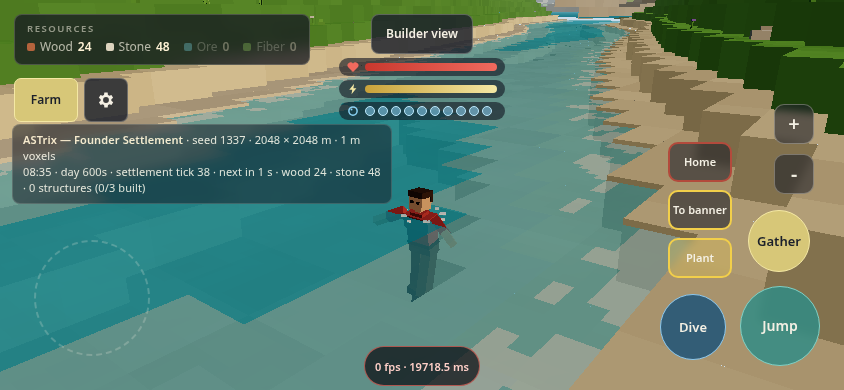 RESOURCES
Wood 24 Stone 48 Ore 0 Fiber 0
Builder view
Farm
ASTrix — Founder Settlement · seed 1337 · 2048 × 2048 m · 1 m
voxels
08:35 · day 600s · settlement tick 38 · next in 1 s · wood 24 · stone 48
· 0 structures (0/3 built)
+
-
Home
To banner
Plant
Gather
Dive
Jump
0 fps · 19718.5 ms